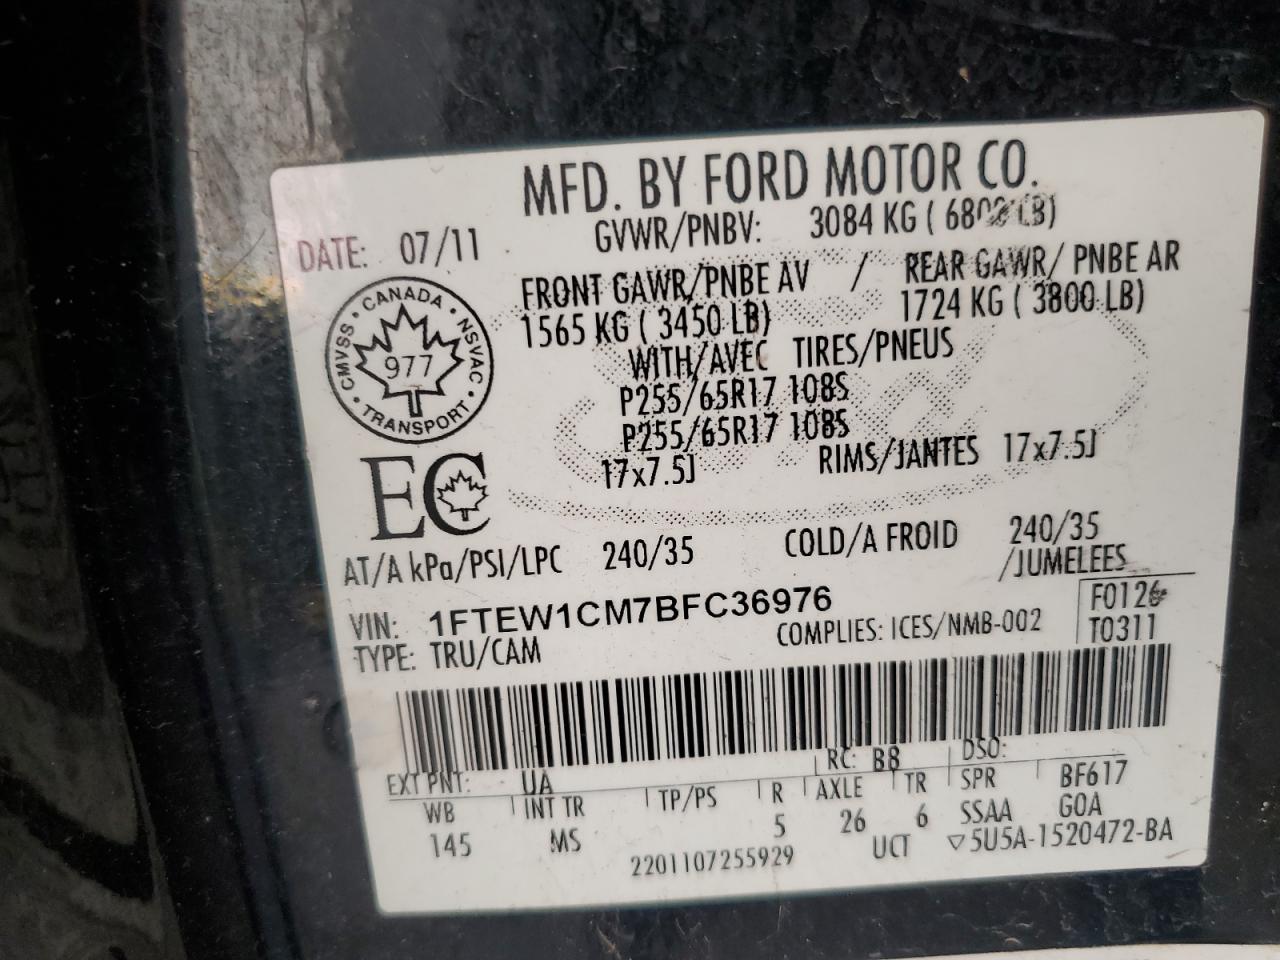 MFD. BY FORD MOTOR CO.
DATE: 07/11
GVWR/PNBV: 3084 KG ( 6800 LB)
FRONT GAWR/PNBE AV / REAR GAWR/ PNBE AR
1565 KG ( 3450 LB) 1724 KG ( 3800 LB)
WITH/AVEC TIRES/PNEUS
P255/65R17 108S
P255/65R17 108S
17x7.5J RIMS/JANTES 17x7.5J
CANADA
CMVSS
NSVAC
977
TRANSPORT
EC
AT/A kPa/PSI/LPC 240/35 COLD/A FROID 240/35
/JUMELEES
VIN: 1FTEW1CM7BFC36976
F0126
TYPE: TRU/CAM
COMPLIES: ICES/NMB-002
T0311
EXT PNT: UA RC: B8 DSO:
WB INT TR TP/PS R AXLE TR SPR BF617
145 MS 5 26 6 SSAA GOA
2201107255929 UCT ▽5U5A-1520472-BA